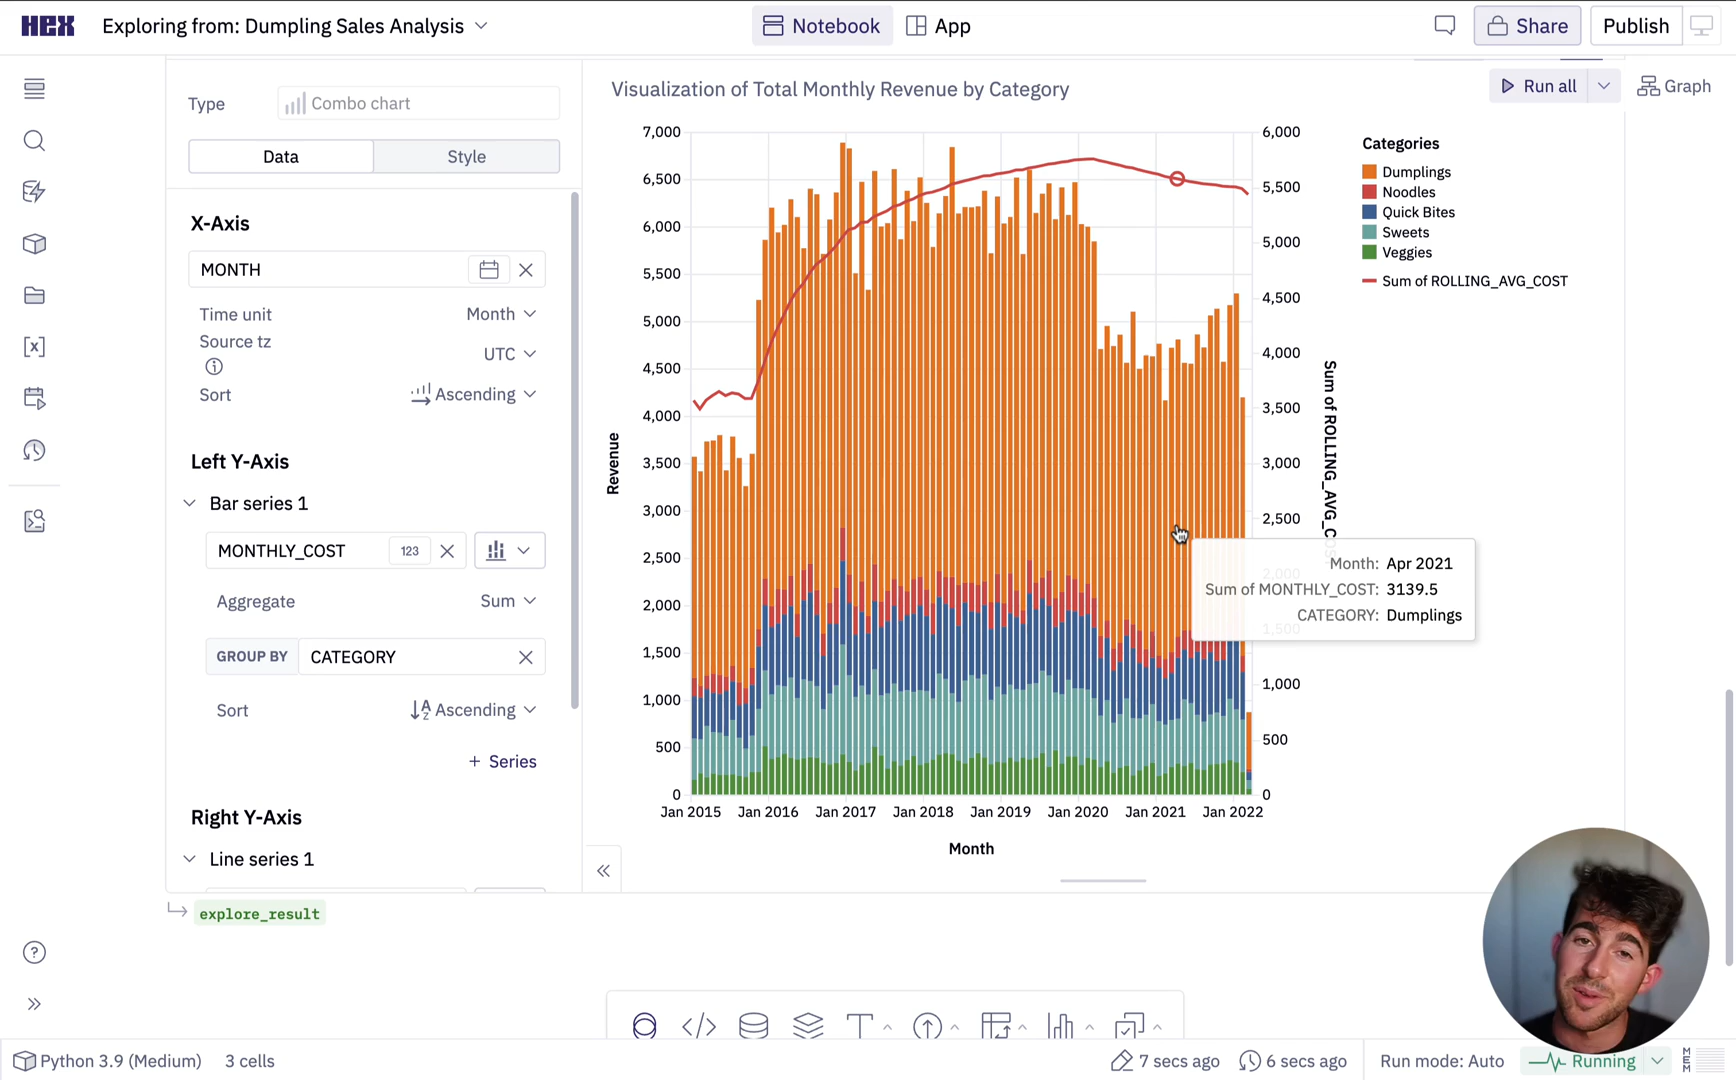 HEX
Exploring from: Dumpling Sales Analysis
Notebook
App
Share
Publish
Type
Combo chart
Data
Style
X-Axis
MONTH
Time unit
Month
Source tz
UTC
Sort
Ascending
Left Y-Axis
Bar series 1
MONTHLY_COST
123
Aggregate
Sum
GROUP BY
CATEGORY
Sort
Ascending
+ Series
Right Y-Axis
Line series 1
Visualization of Total Monthly Revenue by Category
Run all
Graph
7,000
6,500
6,000
5,500
5,000
4,500
4,000
3,500
3,000
2,500
2,000
1,500
1,000
500
0
Revenue
6,000
5,500
5,000
4,500
4,000
3,500
3,000
2,500
2,000
1,500
1,000
500
0
Sum of ROLLING_AVG_C
Jan 2015
Jan 2016
Jan 2017
Jan 2018
Jan 2019
Jan 2020
Jan 2021
Jan 2022
Month
Categories
Dumplings
Noodles
Quick Bites
Sweets
Veggies
Sum of ROLLING_AVG_COST
Month: Apr 2021
Sum of MONTHLY_COST: 3139.5
CATEGORY: Dumplings
explore_result
Python 3.9 (Medium)
3 cells
7 secs ago
6 secs ago
Run mode: Auto
Running
MEM